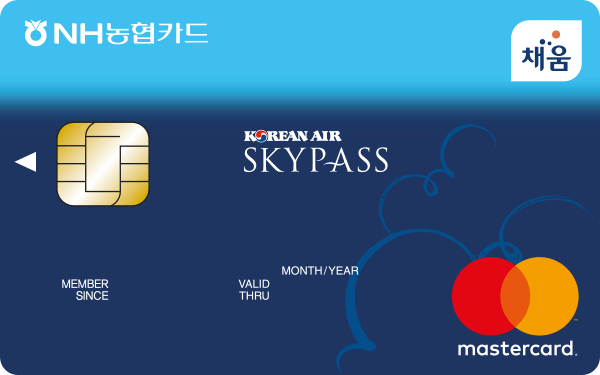 NH농협카드
채움
KOREAN AIR
SKYPASS
MONTH/YEAR
MEMBER SINCE
VALID THRU
mastercard.